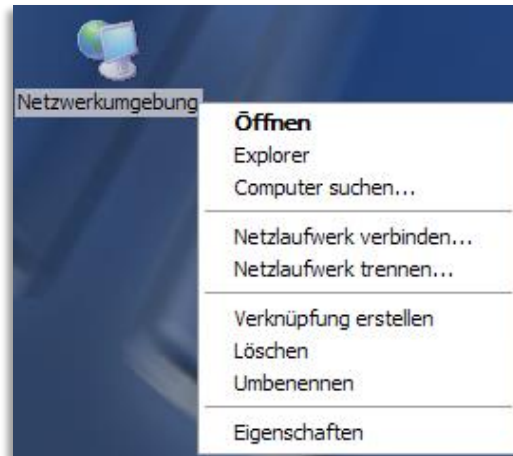 Netzwerkumgebung
Öffnen
Explorer
Computer suchen...
Netzlaufwerk verbinden...
Netzlaufwerk trennen...
Verknüpfung erstellen
Löschen
Umbenennen
Eigenschaften